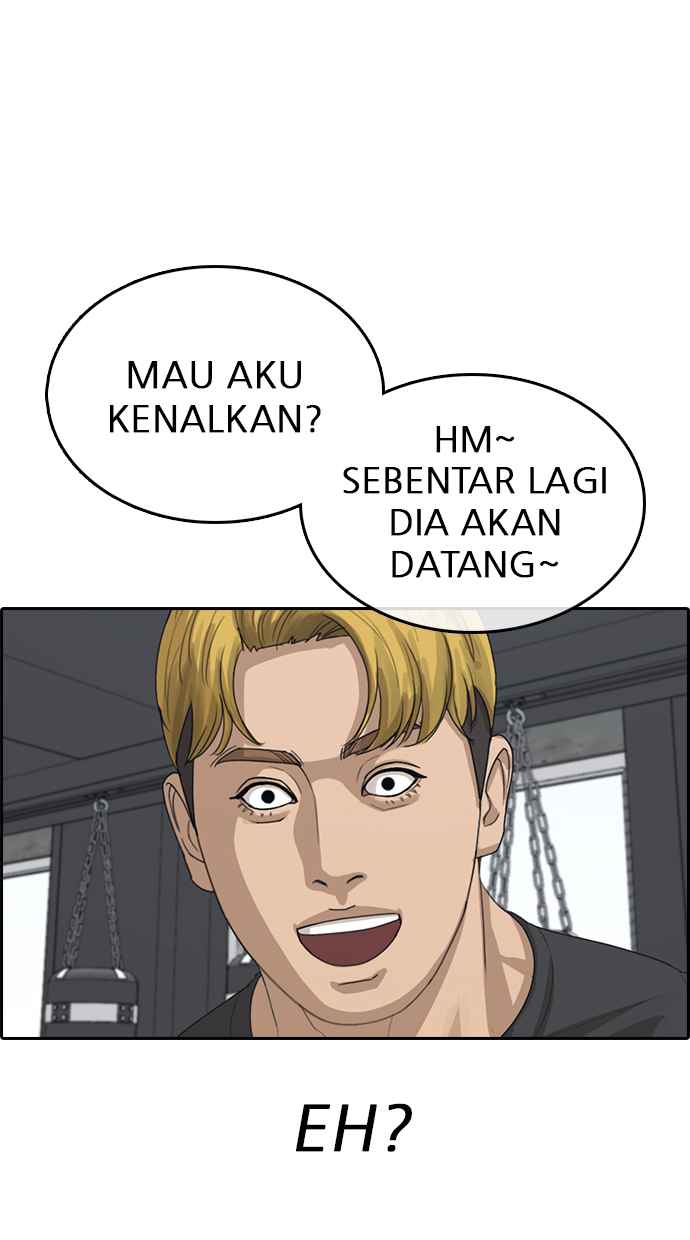 MAU AKU
KENALKAN?
HM~
SEBENTAR LAGI
DIA AKAN
DATANG~
EH?